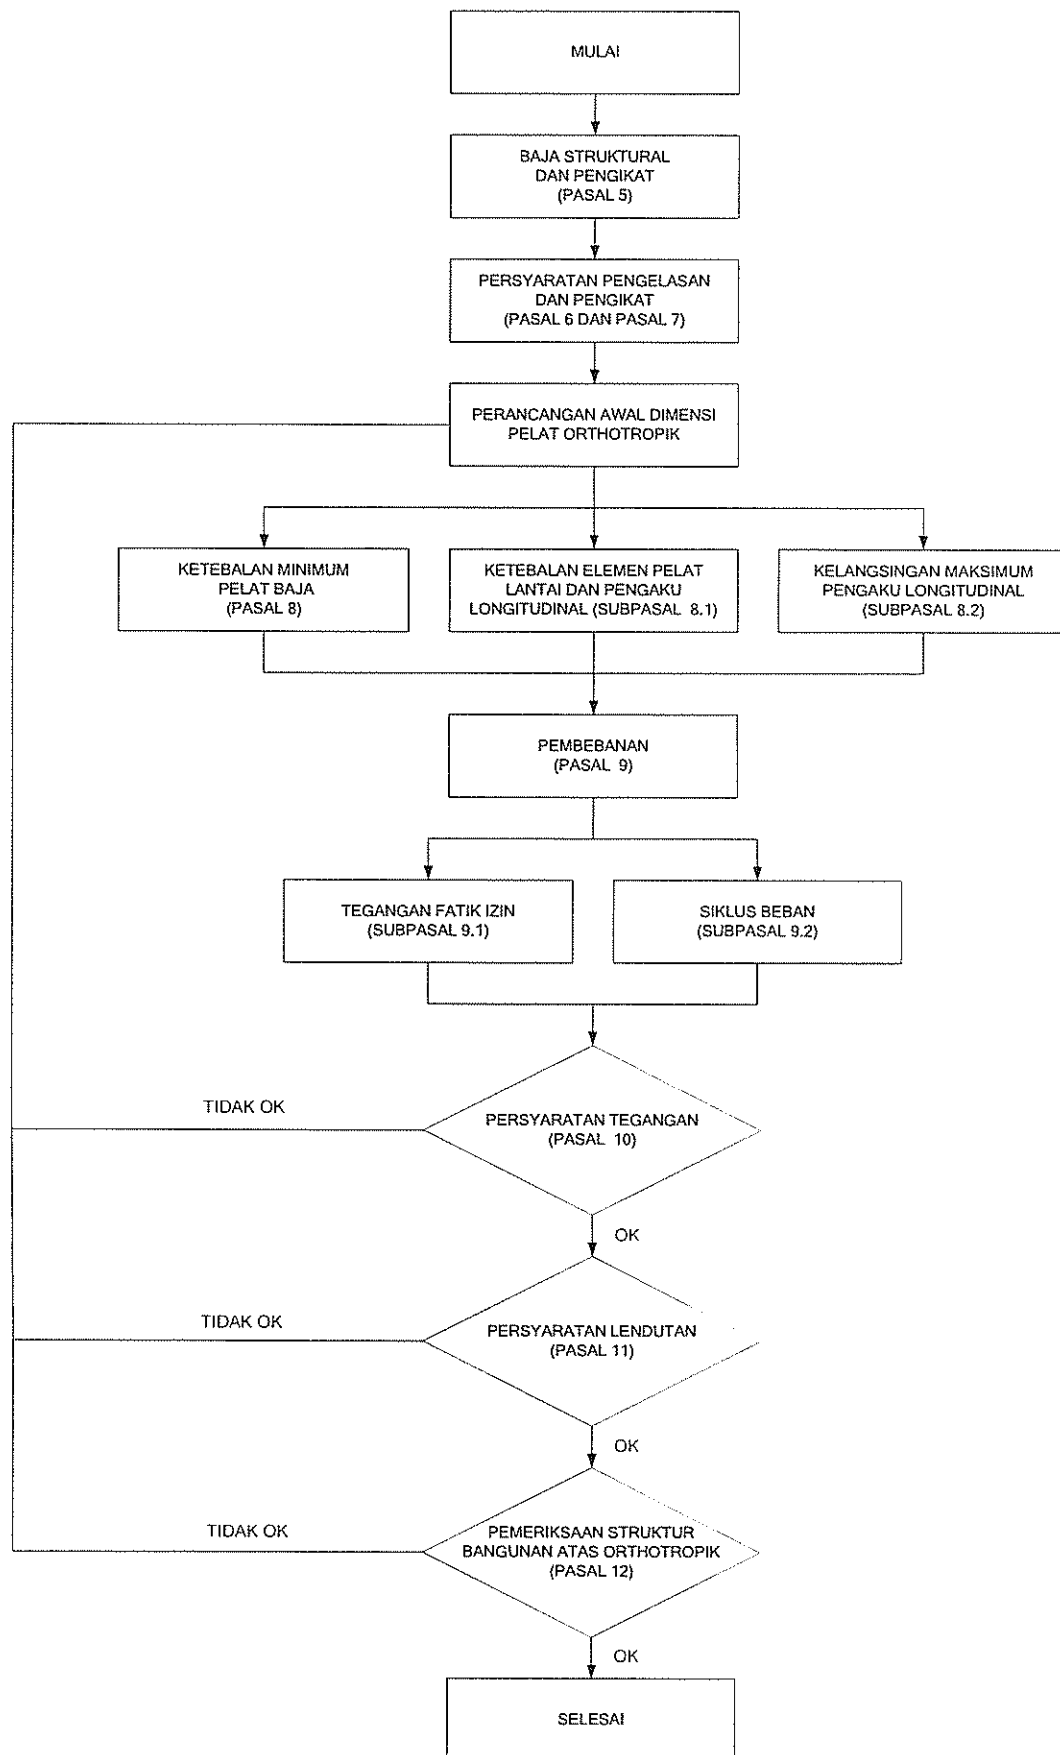 MULAI
BAJA STRUKTURAL
DAN PENGIKAT
(PASAL 5)
PERSYARATAN PENGELASAN
DAN PENGIKAT
(PASAL 6 DAN PASAL 7)
PERANCANGAN AWAL DIMENSI
PELAT ORTHOTROPIK
KETEBALAN MINIMUM
PELAT BAJA
(PASAL 8)
KETEBALAN ELEMEN PELAT
LANTAI DAN PENGAKU
LONGITUDINAL (SUBPASAL 8.1)
KELANGSINGAN MAKSIMUM
PENGAKU LONGITUDINAL
(SUBPASAL 8.2)
PEMBEBANAN
(PASAL 9)
TEGANGAN FATIK IZIN
(SUBPASAL 9.1)
SIKLUS BEBAN
(SUBPASAL 9.2)
TIDAK OK
PERSYARATAN TEGANGAN
(PASAL 10)
OK
TIDAK OK
PERSYARATAN LENDUTAN
(PASAL 11)
OK
TIDAK OK
PEMERIKSAAN STRUKTUR
BANGUNAN ATAS ORTHOTROPIK
(PASAL 12)
OK
SELESAI